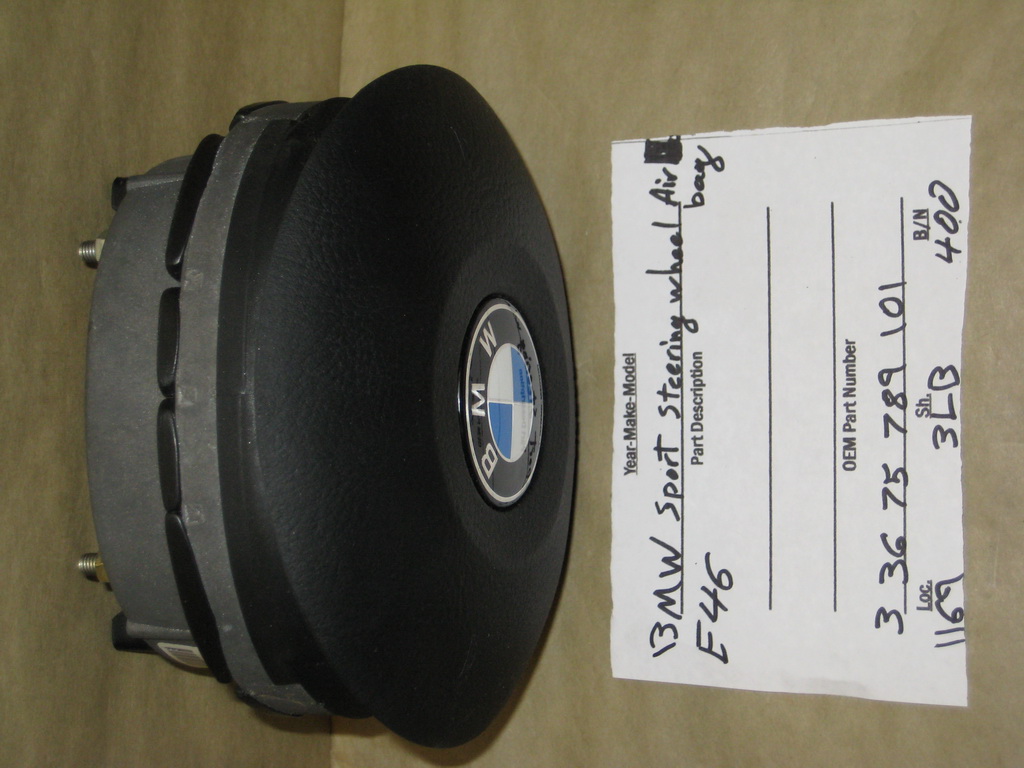 B M W
Year-Make-Model
BMW Sport Steering wheel Air
bag
E46
Part Description
OEM Part Number
3 36 75 789 101
Loc. Sh. B/N
1169 3LB 400